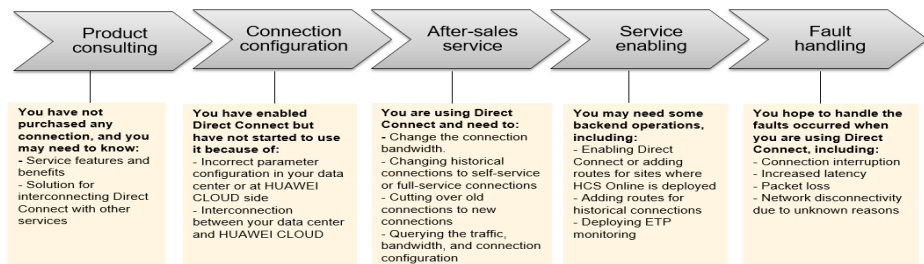 Product
consulting
Connection
configuration
After-sales
service
Service
enabling
Fault
handling
You have not
purchased any
connection, and you
may need to know:
- Service features and
benefits
- Solution for
interconnecting Direct
Connect with other
services
You have enabled
Direct Connect but
have not started to use
it because of:
- Incorrect parameter
configuration in your data
center or at HUAWEI
CLOUD side
- Interconnection
between your data center
and HUAWEI CLOUD
You are using Direct
Connect and need to:
- Change the connection
bandwidth.
- Changing historical
connections to self-service
or full-service connections
- Cutting over old
connections to new
connections
- Querying the traffic,
bandwidth, and connection
configuration
You may need some
backend operations,
including:
- Enabling Direct
Connect or adding
routes for sites where
HCS Online is deployed
- Adding routes for
historical connections
- Deploying ETP
monitoring
You hope to handle the
faults occurred when
you are using Direct
Connect, including:
- Connection interruption
- Increased latency
- Packet loss
- Network disconnectivity
due to unknown reasons